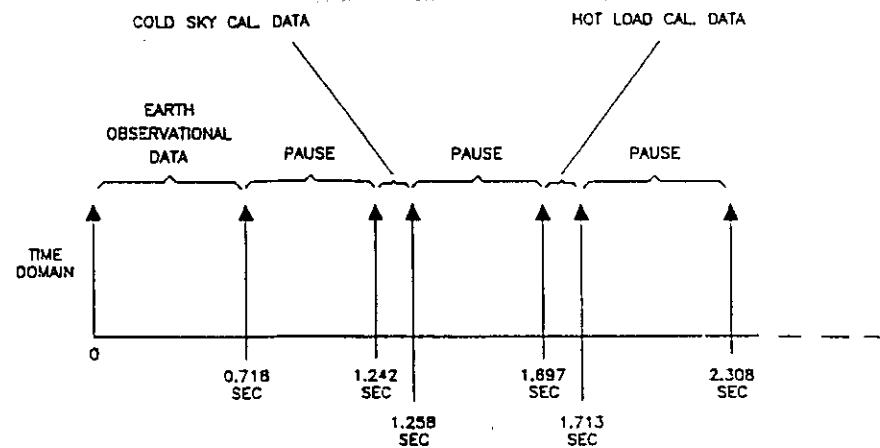 COLD SKY CAL. DATA
HOT LOAD CAL. DATA
EARTH
OBSERVATIONAL
DATA
PAUSE
PAUSE
PAUSE
TIME
DOMAIN
0
0.718
SEC
1.242
SEC
1.258
SEC
1.897
SEC
1.713
SEC
2.308
SEC